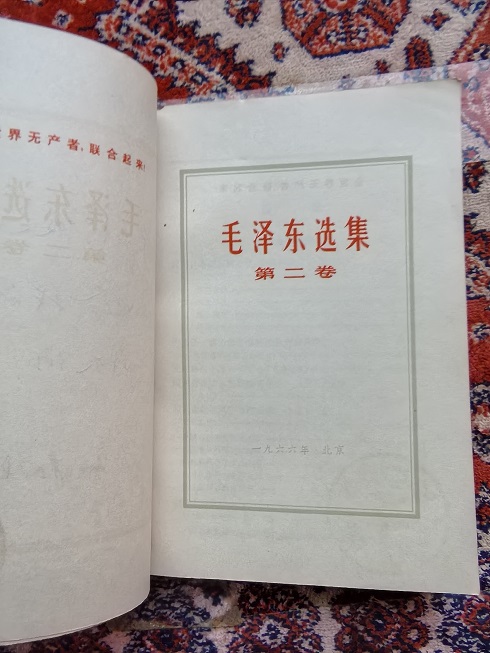 界无产者,联合起来!
毛泽东选集
第二卷
一九六六年 北京